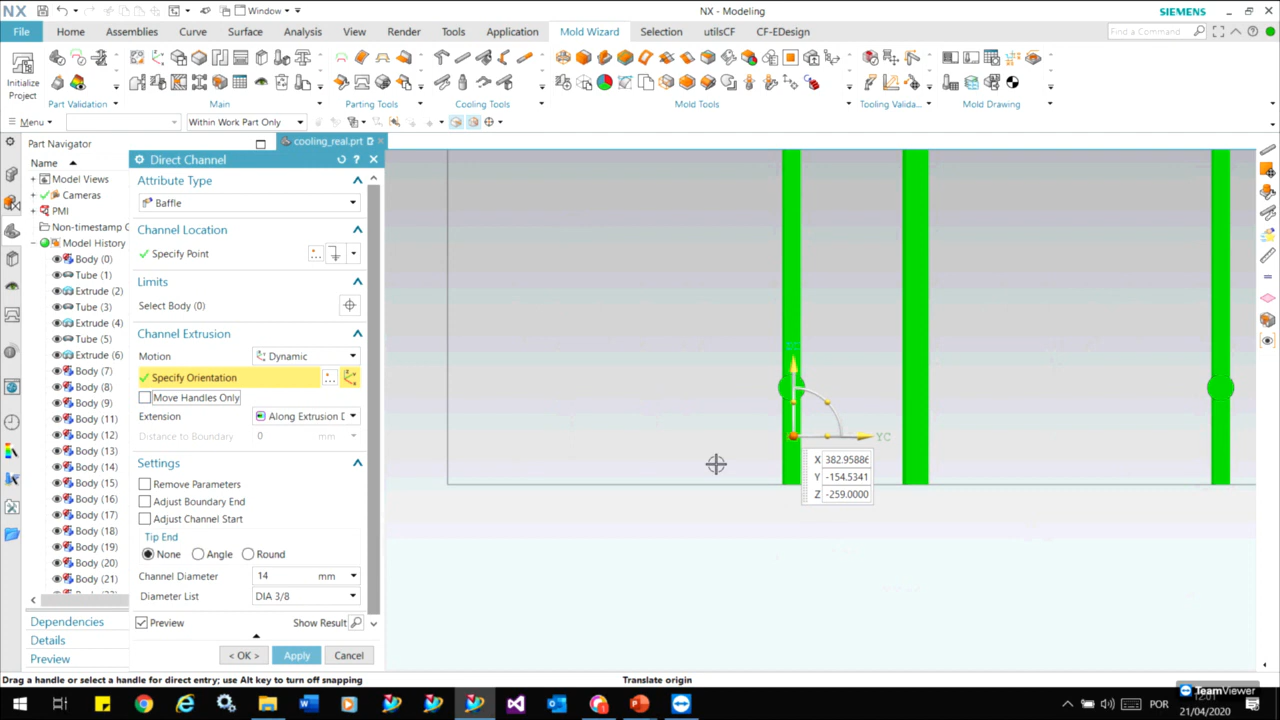 NX
Window
NX - Modeling
SIEMENS
File
Home
Assemblies
Curve
Surface
Analysis
View
Render
Tools
Application
Mold Wizard
Selection
utilsCF
CF-EDesign
Find a Command
Initialize
Project
Part Validation
Main
Parting Tools
Cooling Tools
Mold Tools
Tooling Valida...
Mold Drawing
Menu
Within Work Part Only
Part Navigator
cooling_real.prt
Name
Model Views
Cameras
PMI
Non-timestamp
Model History
Body (0)
Tube (1)
Extrude (2)
Tube (3)
Extrude (4)
Tube (5)
Extrude (6)
Body (7)
Body (8)
Body (9)
Body (11)
Body (12)
Body (13)
Body (14)
Body (15)
Body (16)
Body (17)
Body (18)
Body (19)
Body (20)
Body (21)
Dependencies
Details
Preview
Direct Channel
Attribute Type
Baffle
Channel Location
Specify Point
Limits
Select Body (0)
Channel Extrusion
Motion
Dynamic
Specify Orientation
Move Handles Only
Extension
Along Extrusion D
Distance to Boundary
0 mm
Settings
Remove Parameters
Adjust Boundary End
Adjust Channel Start
Tip End
None
Angle
Round
Channel Diameter
14 mm
Diameter List
DIA 3/8
Preview
Show Result
< OK >
Apply
Cancel
YC
X 382.9588
Y -154.5341
Z -259.0000
Drag a handle or select a handle for direct entry; use Alt key to turn off snapping
Translate origin
TeamViewer
POR
12:01
21/04/2020